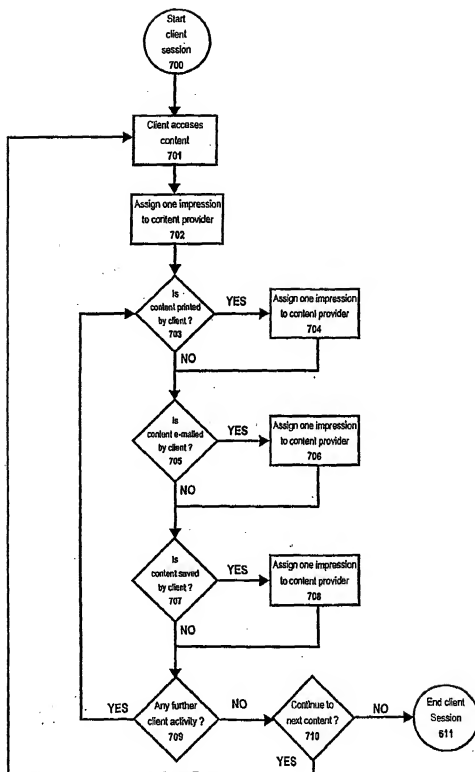 Start
client
session
700
Client accesses
content
701
Assign one impression
to content provider
702
Is
content printed
by client ?
703
YES
Assign one impression
to content provider
704
NO
Is
content e-mailed
by client ?
705
YES
Assign one impression
to content provider
706
NO
Is
content saved
by client ?
707
YES
Assign one impression
to content provider
708
NO
YES
Any further
client activity ?
709
NO
Continue to
next content ?
710
NO
End client
Session
611
YES